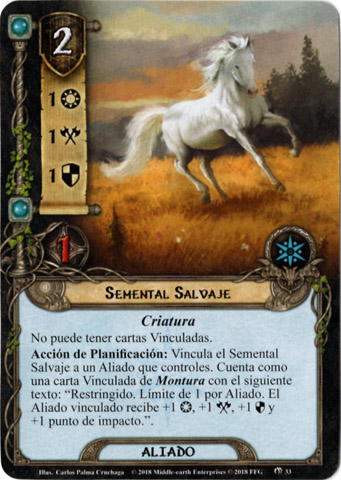 2
1
1
1
1
Semental Salvaje
Criatura
No puede tener cartas Vinculadas.
Acción de Planificación: Vincula el Semental
Salvaje a un Aliado que controles. Cuenta como
una carta Vinculada de Montura con el siguiente
texto: “Restringido. Límite de 1 por Aliado. El
Aliado vinculado recibe +1 , +1 , +1 y
+1 punto de impacto.”.
ALIADO
Illus. Carlos Palma Cruchaga © 2018 Middle-earth Enterprises © 2018 FFG 33